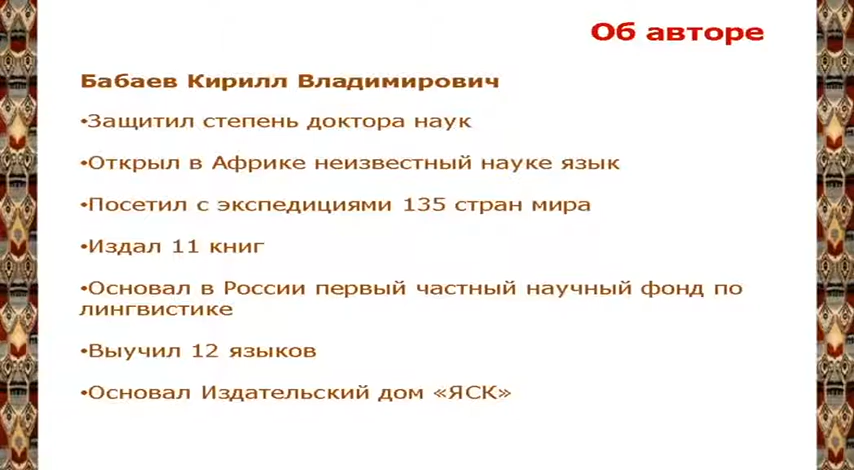 Об авторе
Бабаев Кирилл Владимирович
•Защитил степень доктора наук
•Открыл в Африке неизвестный науке язык
•Посетил с экспедициями 135 стран мира
•Издал 11 книг
•Основал в России первый частный научный фонд по
лингвистике
•Выучил 12 языков
•Основал Издательский дом «ЯСК»